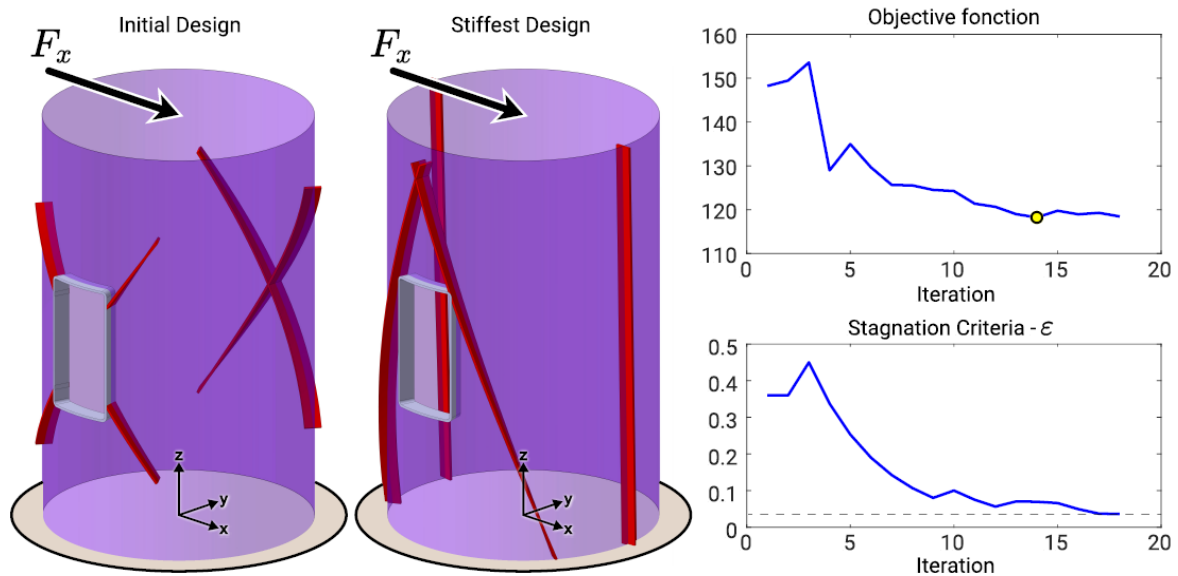 Initial Design
F_x
z
y
x
Stiffest Design
F_x
z
y
x
Objective fonction
160
150
140
130
120
110
0 5 10 15 20
Iteration
Stagnation Criteria - ε
0.5
0.4
0.3
0.2
0.1
0
0 5 10 15 20
Iteration